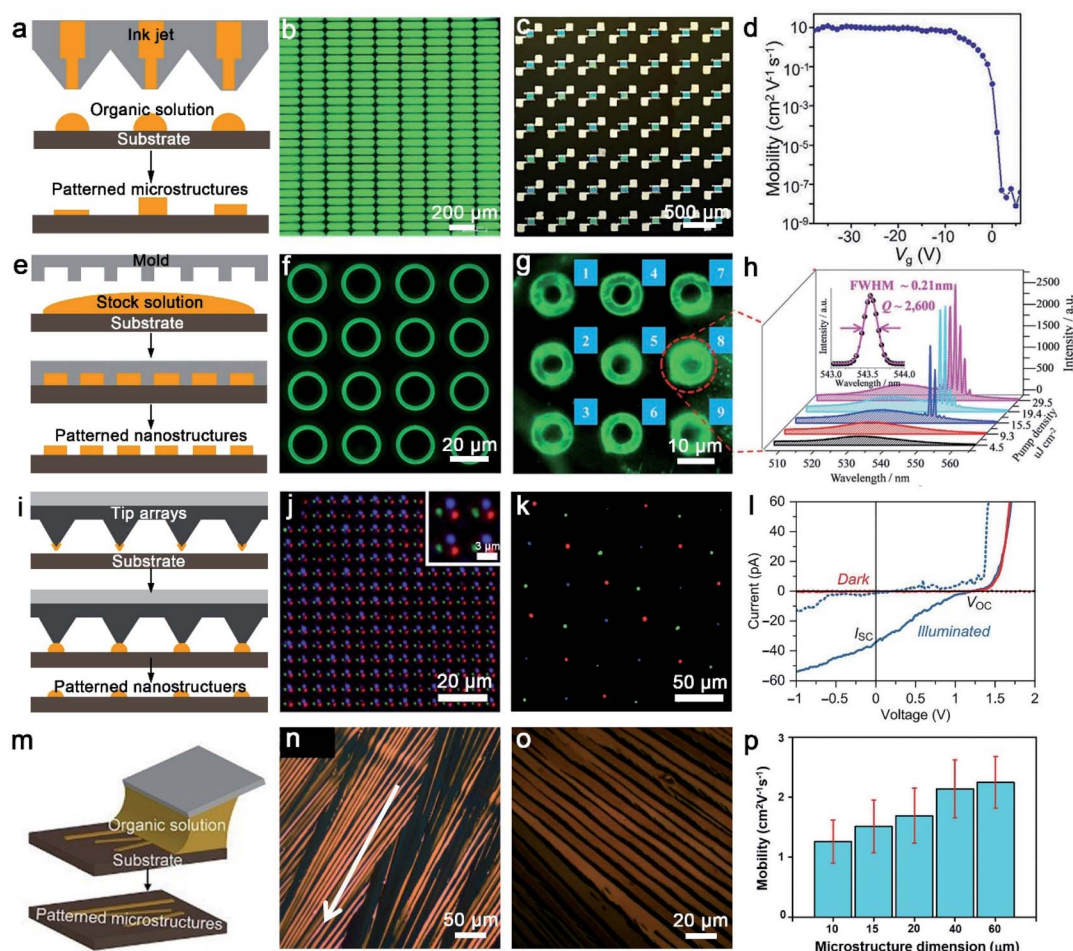 a
Ink jet
Organic solution
Substrate
Patterned microstructures
b
200 µm
c
500 µm
d
Mobility (cm² V⁻¹ s⁻¹)
10
10⁻¹
10⁻³
10⁻⁵
10⁻⁷
10⁻⁹
-30 -20 -10 0
Vg (V)
e
Mold
Stock solution
Substrate
Patterned nanostructures
f
20 µm
g
1 4 7
2 5 8
3 6 9
10 µm
h
FWHM ~ 0.21nm
Q ~ 2,600
Intensity / a.u.
543.0 543.5 544.0
Wavelength / nm
2500
2000
1500
1000
500
0
Intensity / a.u.
29.5
19.4
15.5
9.3
4.5
Pump density
uJ cm⁻²
510 520 530 540 550 560
Wavelength / nm
i
Tip arrays
Substrate
Patterned nanostructuers
j
3 µm
20 µm
k
50 µm
l
Current (pA)
60
40
20
0
-20
-40
60
Dark
Illuminated
VOC
ISC
-1 -0.5 0 0.5 1 1.5 2
Voltage (V)
m
Organic solution
Substrate
Patterned microstructures
n
50 µm
o
20 µm
p
Mobility (cm²V⁻¹s⁻¹)
3
2
1
0
10 15 20 40 60
Microstructure dimension (µm)